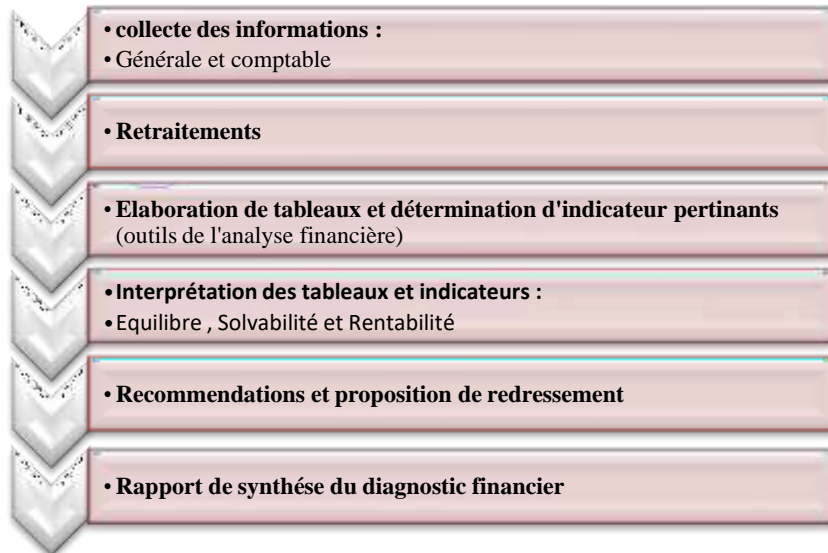 • collecte des informations :
• Générale et comptable
• Retraitements
• Elaboration de tableaux et détermination d'indicateur pertinants
(outils de l'analyse financière)
• Interprétation des tableaux et indicateurs :
• Equilibre , Solvabilité et Rentabilité
• Recommendations et proposition de redressement
• Rapport de synthése du diagnostic financier